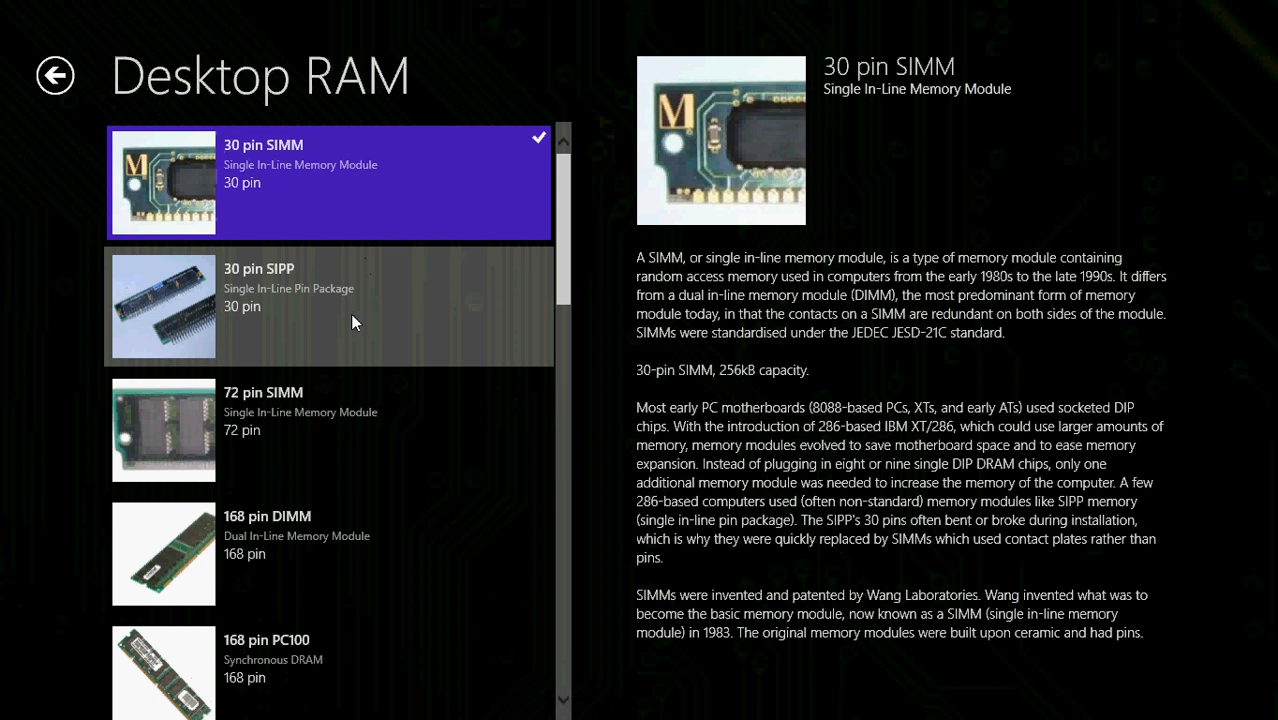 Desktop RAM
30 pin SIMM
Single In-Line Memory Module
30 pin
30 pin SIPP
Single In-Line Pin Package
30 pin
72 pin SIMM
Single In-Line Memory Module
72 pin
168 pin DIMM
Dual In-Line Memory Module
168 pin
168 pin PC100
Synchronous DRAM
168 pin
M
M
30 pin SIMM
Single In-Line Memory Module
A SIMM, or single in-line memory module, is a type of memory module containing
random access memory used in computers from the early 1980s to the late 1990s. It differs
from a dual in-line memory module (DIMM), the most predominant form of memory
module today, in that the contacts on a SIMM are redundant on both sides of the module.
SIMMs were standardised under the JEDEC JESD-21C standard.
30-pin SIMM, 256kB capacity.
Most early PC motherboards (8088-based PCs, XTs, and early ATs) used socketed DIP
chips. With the introduction of 286-based IBM XT/286, which could use larger amounts of
memory, memory modules evolved to save motherboard space and to ease memory
expansion. Instead of plugging in eight or nine single DIP DRAM chips, only one
additional memory module was needed to increase the memory of the computer. A few
286-based computers used (often non-standard) memory modules like SIPP memory
(single in-line pin package). The SIPP's 30 pins often bent or broke during installation,
which is why they were quickly replaced by SIMMs which used contact plates rather than
pins.
SIMMs were invented and patented by Wang Laboratories. Wang invented what was to
become the basic memory module, now known as a SIMM (single in-line memory
module) in 1983. The original memory modules were built upon ceramic and had pins.